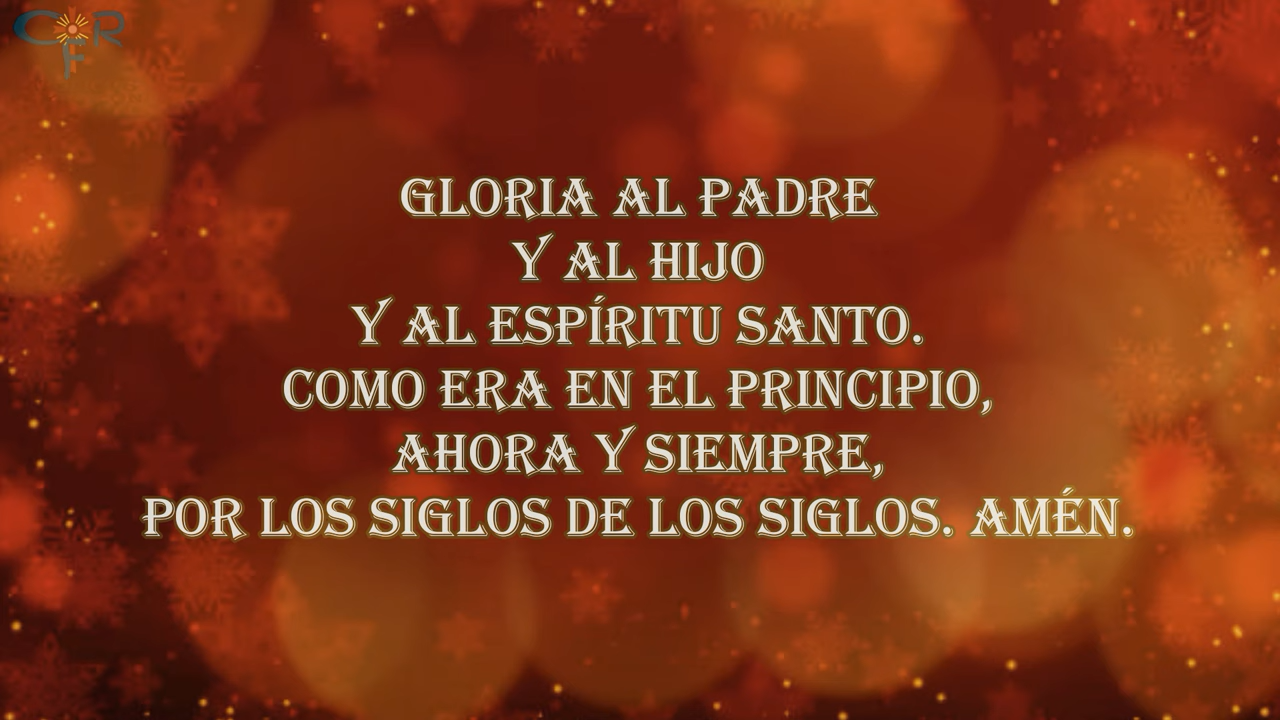 CORF
GLORIA AL PADRE
Y AL HIJO
Y AL ESPÍRITU SANTO.
COMO ERA EN EL PRINCIPIO,
AHORA Y SIEMPRE,
POR LOS SIGLOS DE LOS SIGLOS. AMÉN.